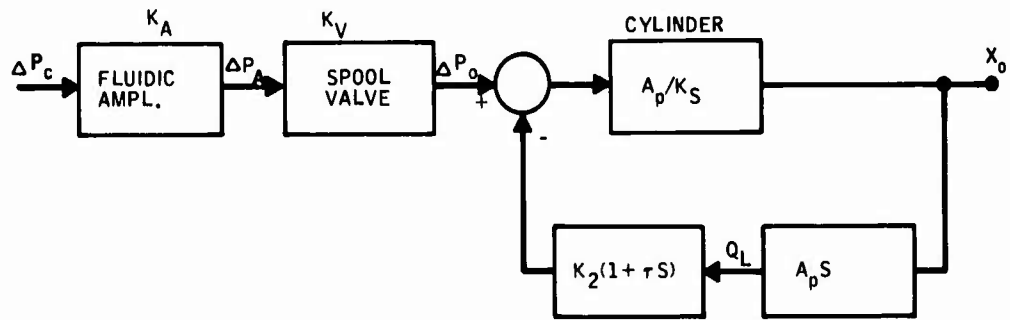 K_A
K_V
CYLINDER
ΔP_c
FLUIDIC
AMPL.
ΔP_A
SPOOL
VALVE
ΔP_o
+
-
A_p/K_S
X_o
K_2(1+τS)
Q_L
A_pS